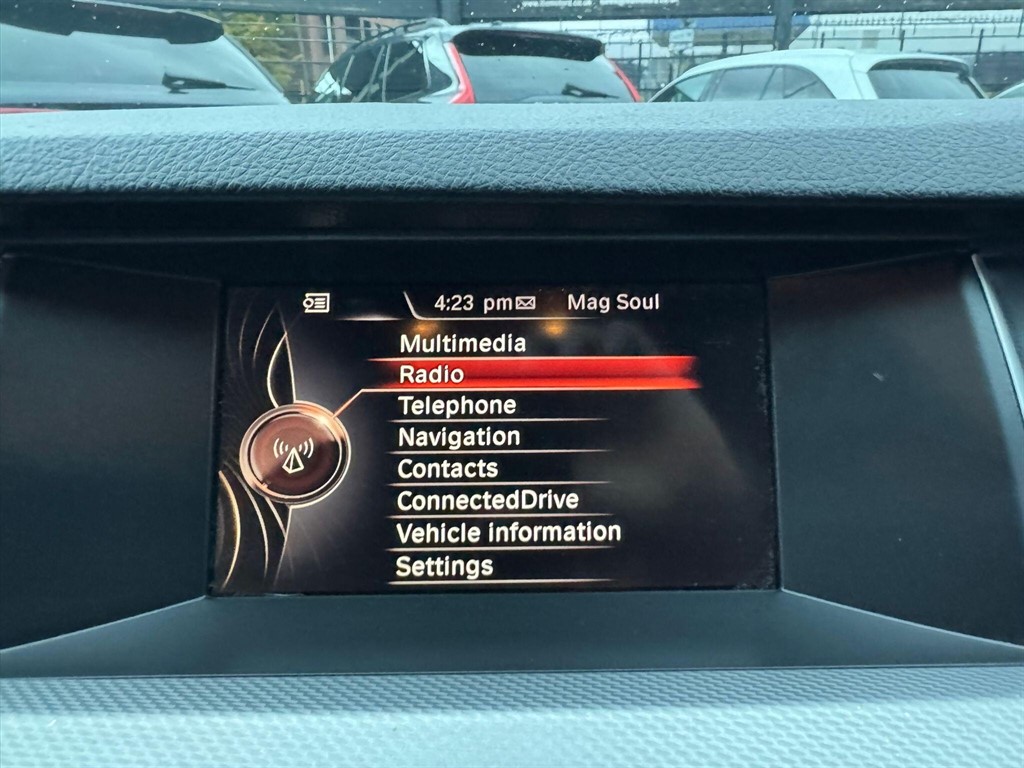 4:23 pm Mag Soul
Multimedia
Radio
Telephone
Navigation
Contacts
ConnectedDrive
Vehicle information
Settings